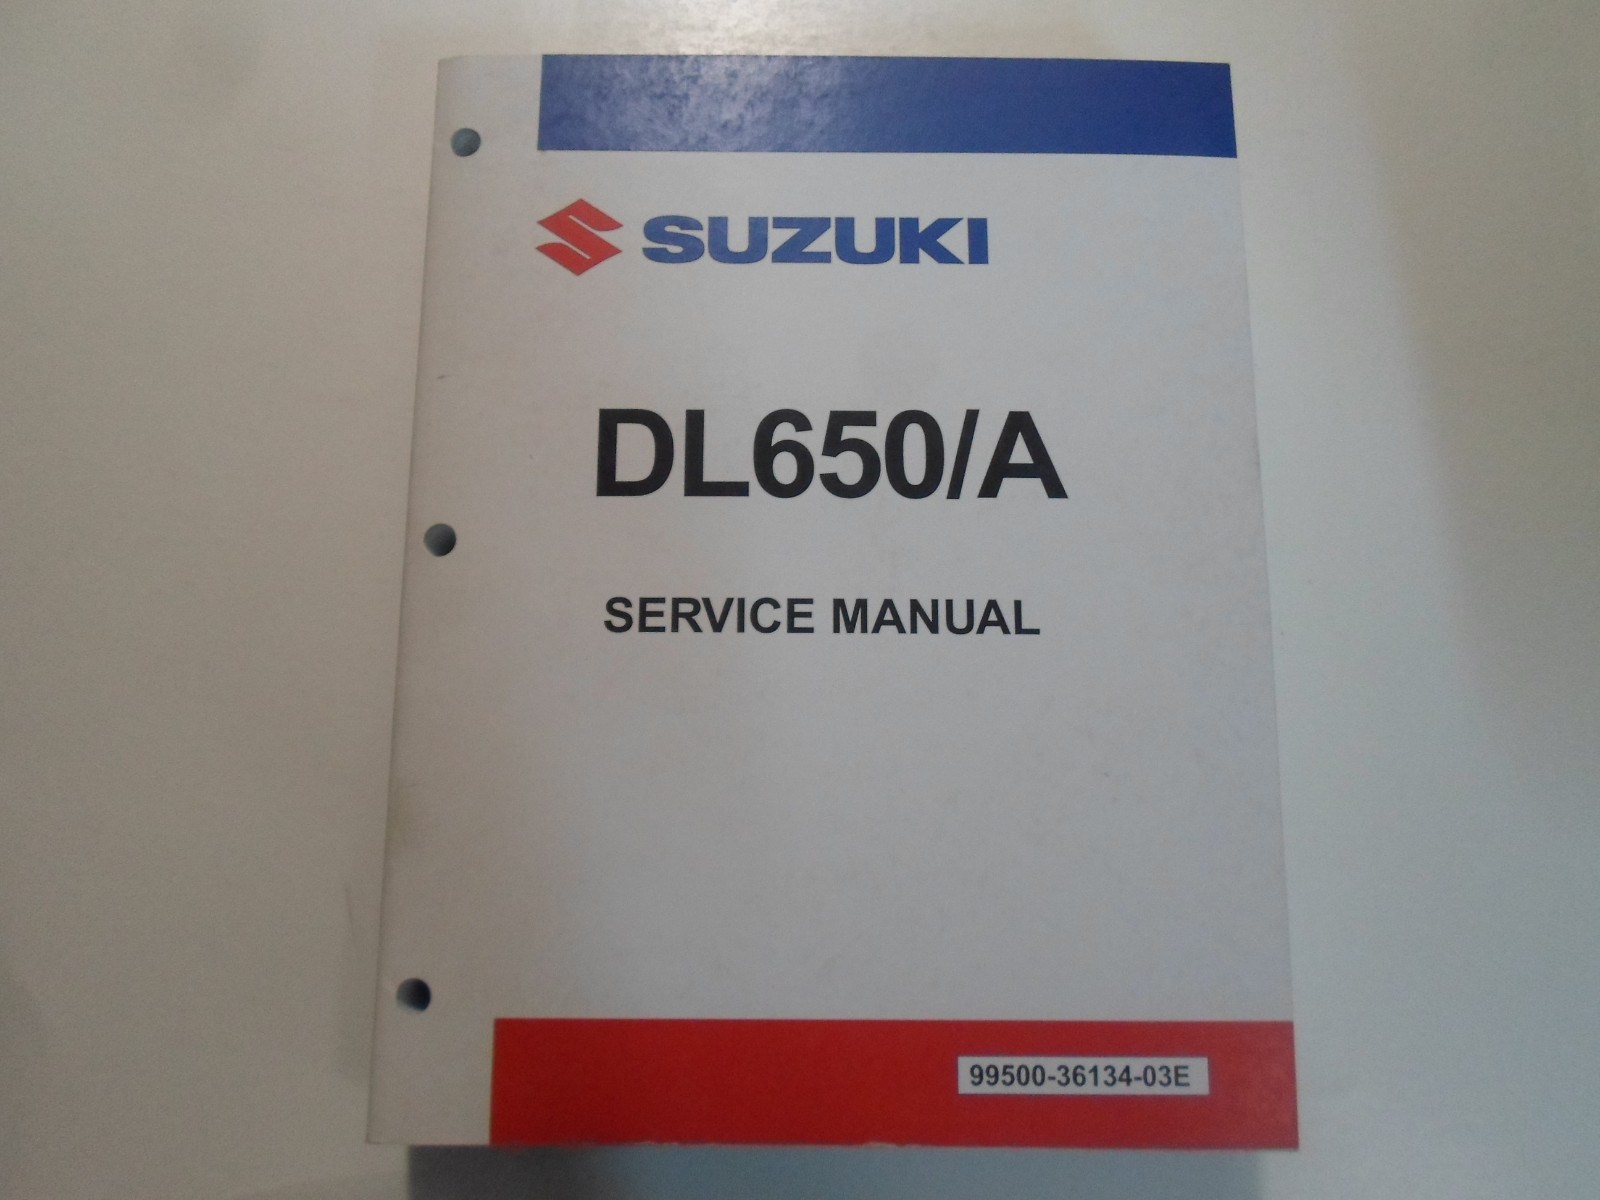 SUZUKI
DL650/A
SERVICE MANUAL
99500-36134-03E